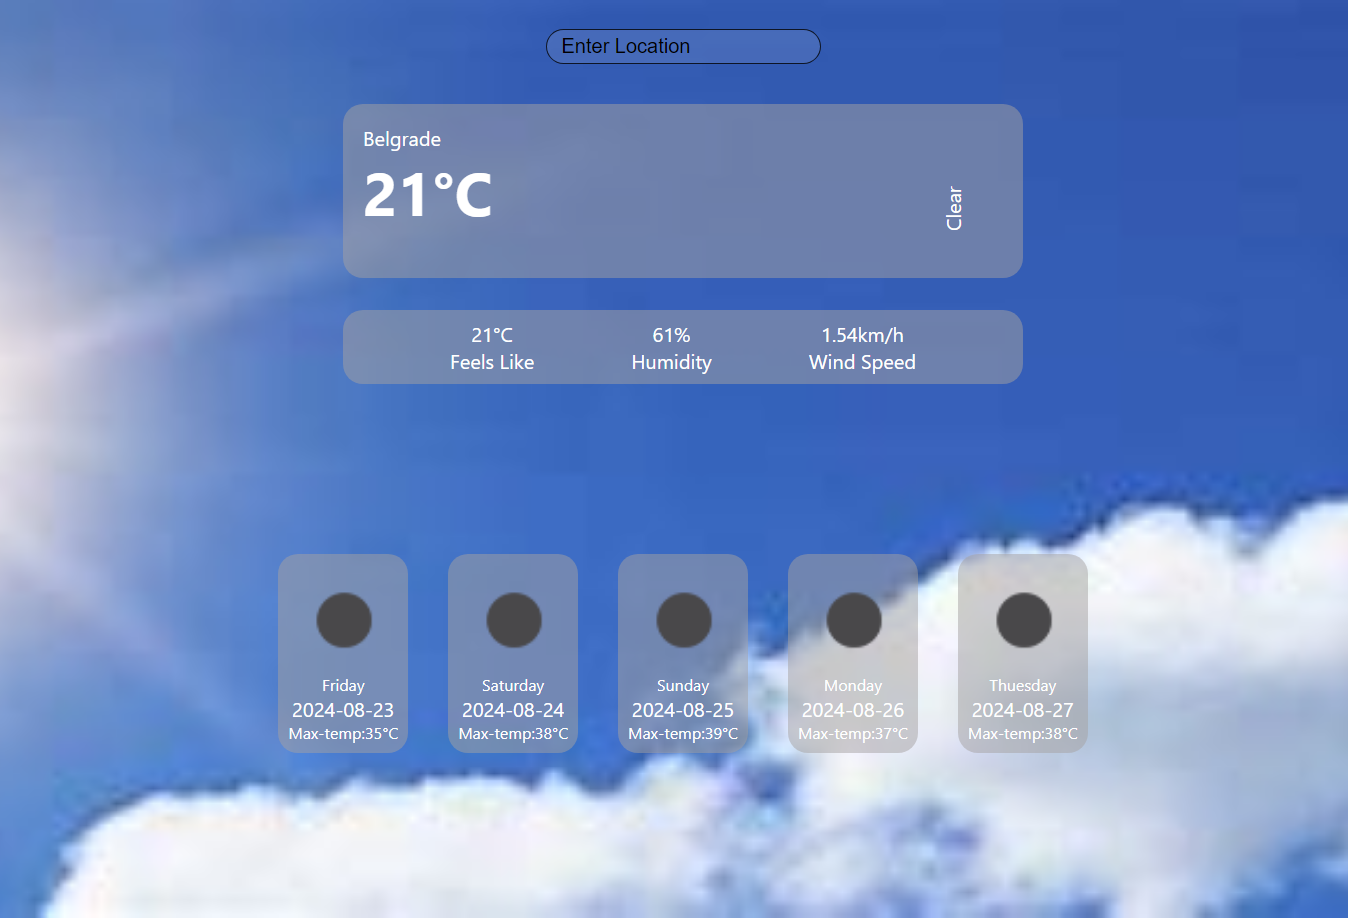 Enter Location
Belgrade
21°C
Clear
21°C
Feels Like
61%
Humidity
1.54km/h
Wind Speed
Friday
2024-08-23
Max-temp:35°C
Saturday
2024-08-24
Max-temp:38°C
Sunday
2024-08-25
Max-temp:39°C
Monday
2024-08-26
Max-temp:37°C
Thuesday
2024-08-27
Max-temp:38°C